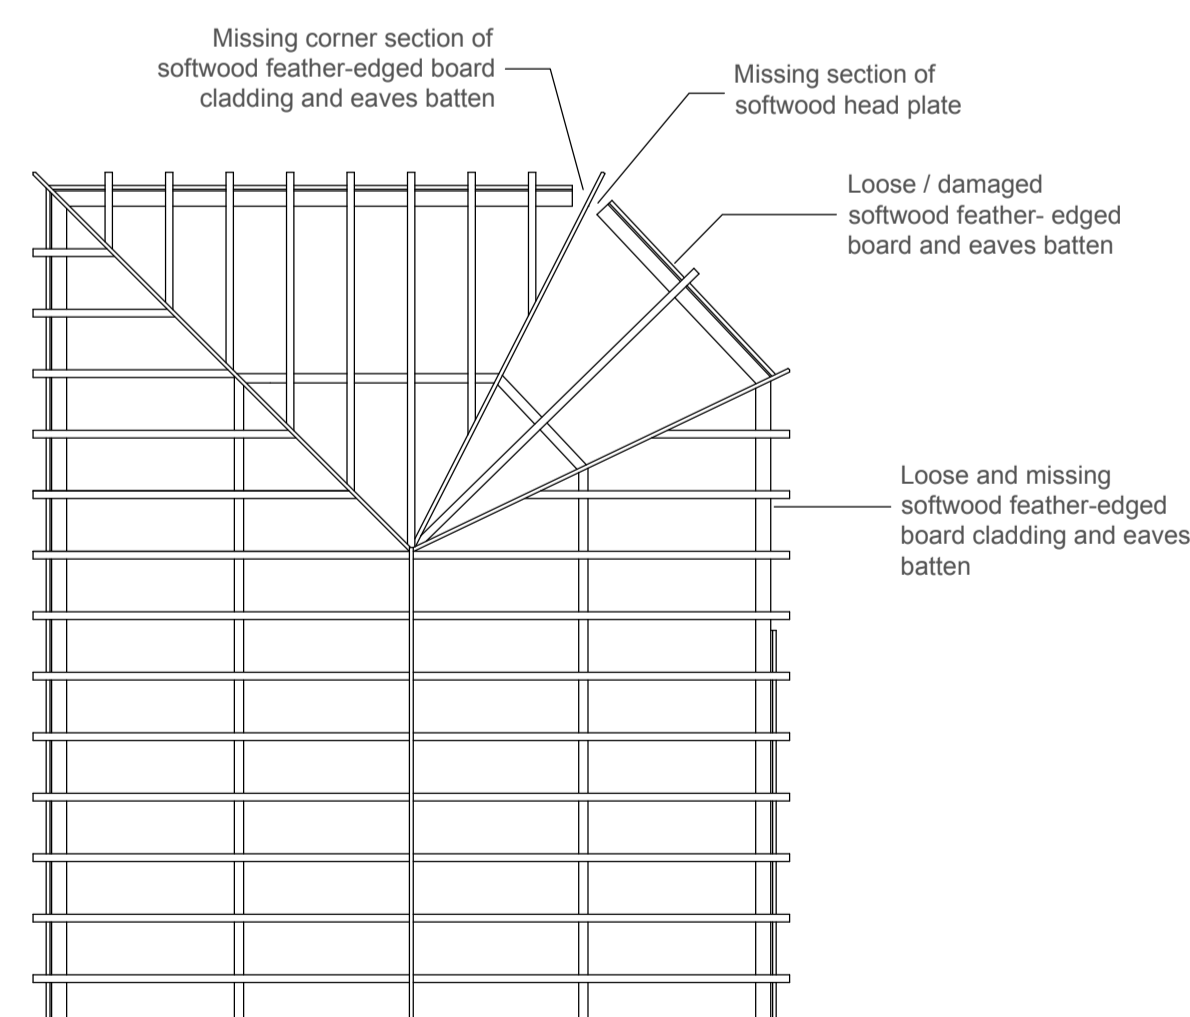 Missing corner section of
softwood feather-edged board
cladding and eaves batten
Missing section of
softwood head plate
Loose / damaged
softwood feather- edged
board and eaves batten
Loose and missing
softwood feather-edged
board cladding and eaves
batten